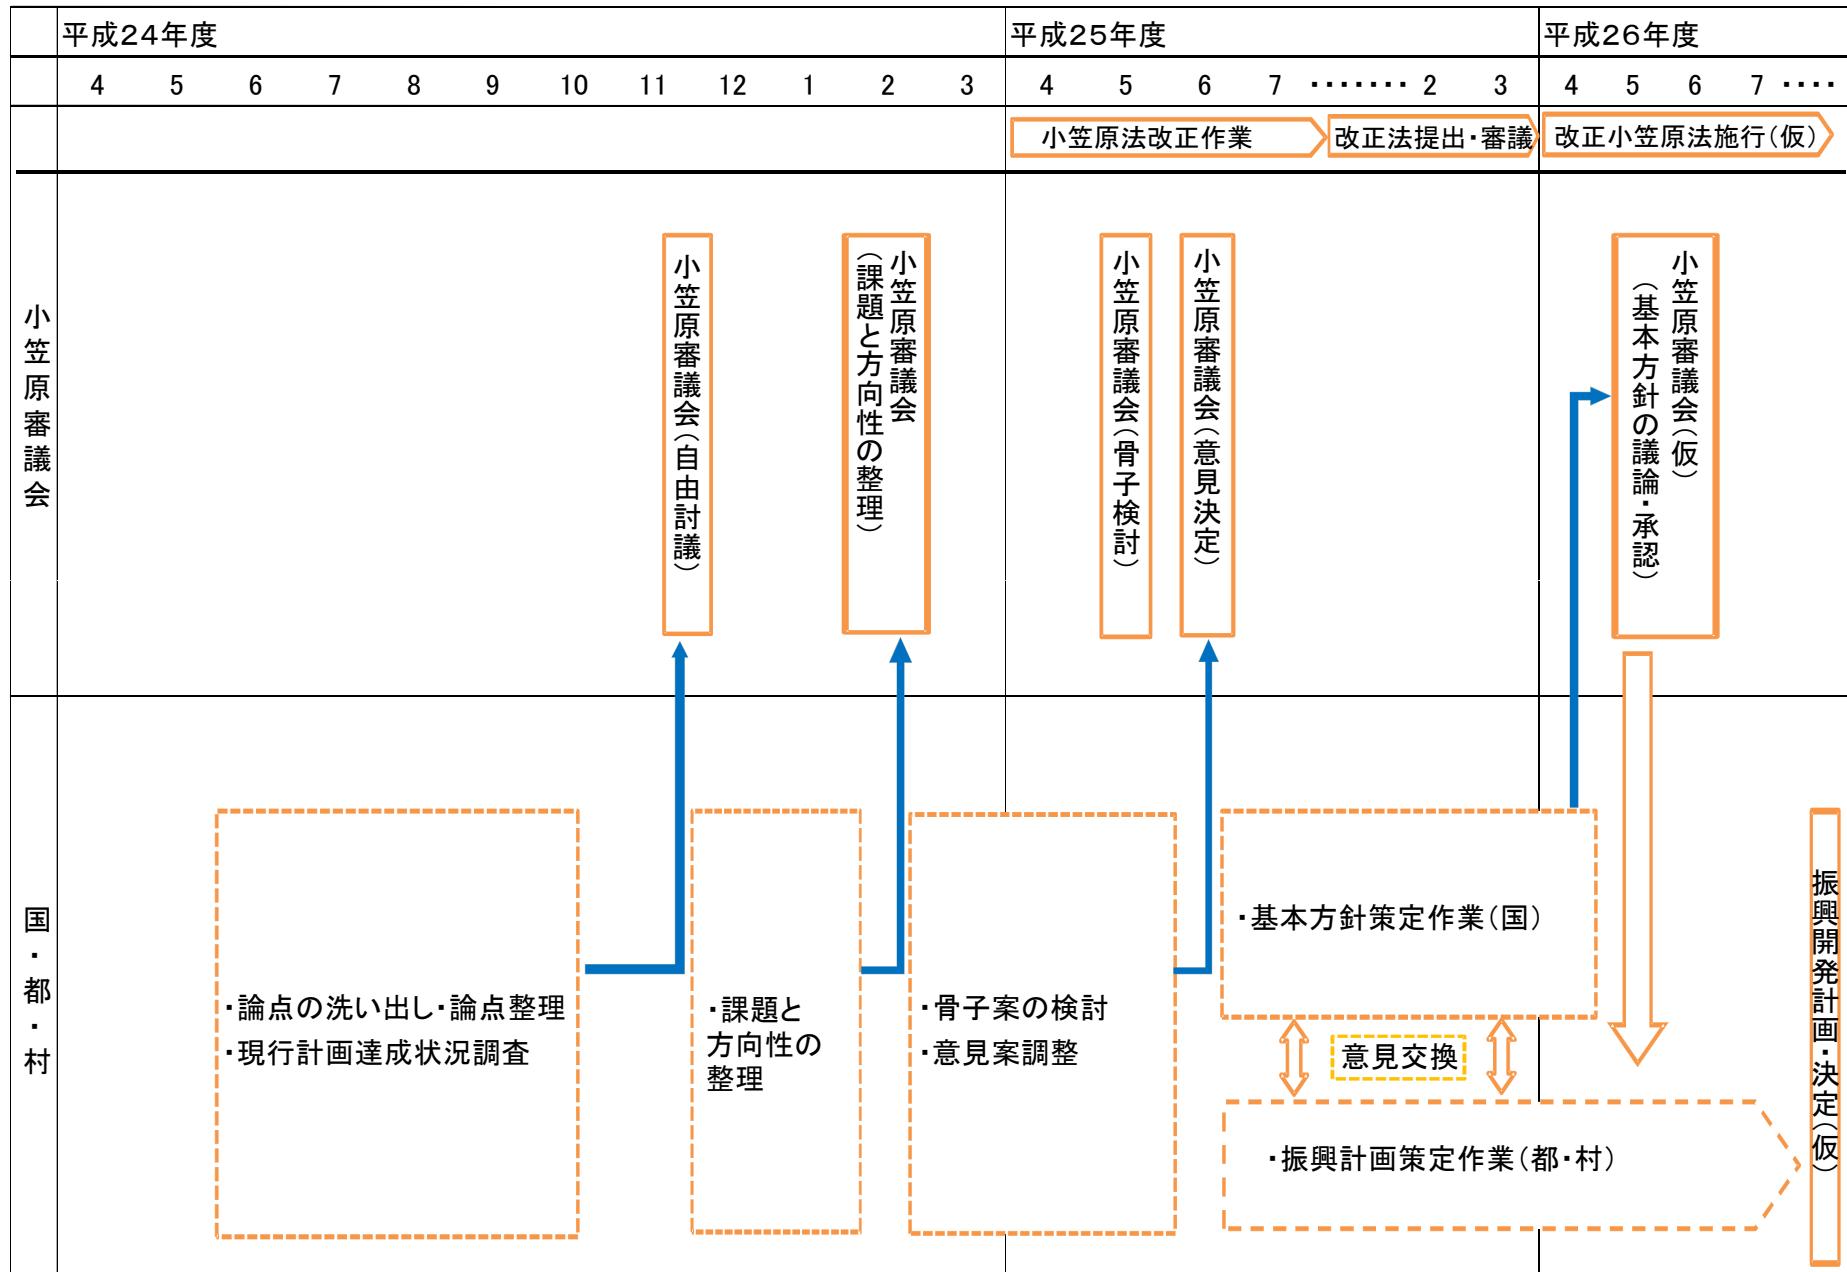 平成24年度
平成25年度
平成26年度
4 5 6 7 8 9 10 11 12 1 2 3 4 5 6 7 ・・・・・・・ 2 3 4 5 6 7 ・・・・
小笠原法改正作業
改正法提出・審議
改正小笠原法施行(仮)
小笠原審議会
小笠原審議会(自由討議)
小笠原審議会
(課題と方向性の整理)
小笠原審議会(骨子検討)
小笠原審議会(意見決定)
小笠原審議会(仮)
(基本方針の議論・承認)
国・都・村
・論点の洗い出し・論点整理
・現行計画達成状況調査
・課題と
方向性の
整理
・骨子案の検討
・意見案調整
・基本方針策定作業(国)
意見交換
・振興計画策定作業(都・村)
振興開発計画・決定(仮)